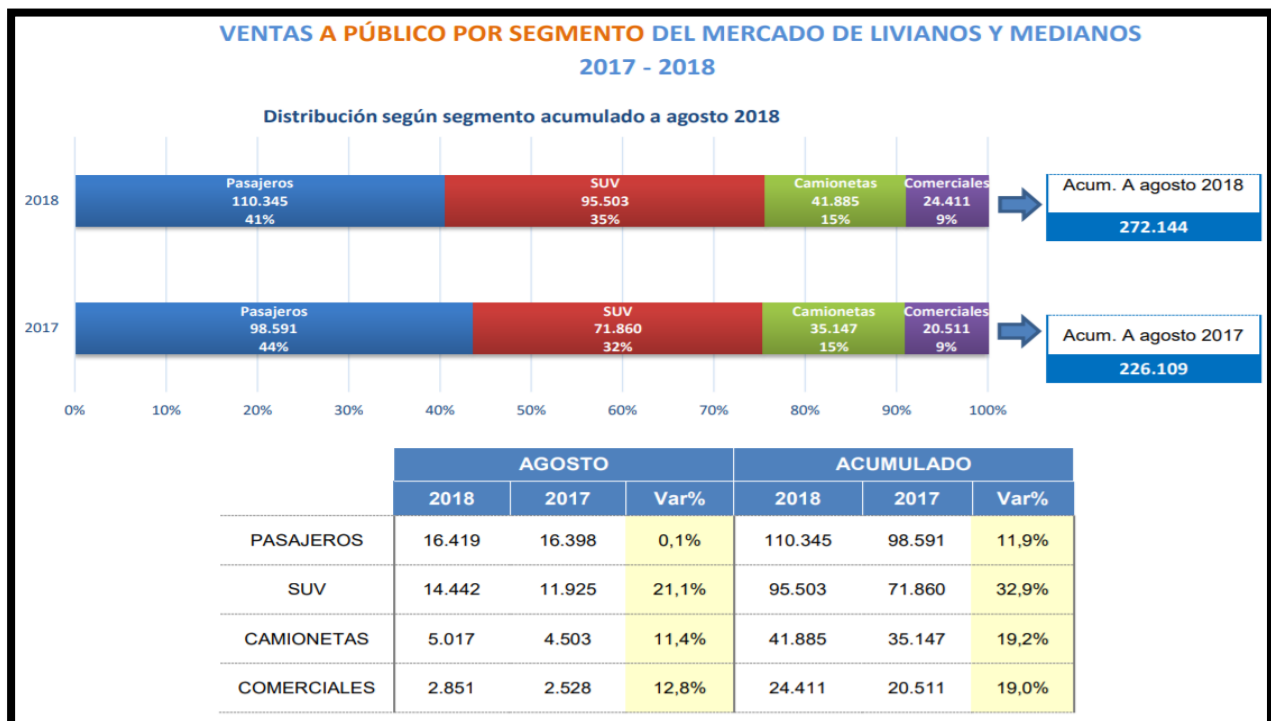 VENTAS A PÚBLICO POR SEGMENTO DEL MERCADO DE LIVIANOS Y MEDIANOS
2017 - 2018
Distribución según segmento acumulado a agosto 2018
2018
Pasajeros
110.345
41%
SUV
95.503
35%
Camionetas
41.885
15%
Comerciales
24.411
9%
Acum. A agosto 2018
272.144
2017
Pasajeros
98.591
44%
SUV
71.860
32%
Camionetas
35.147
15%
Comerciales
20.511
9%
Acum. A agosto 2017
226.109
0% 10% 20% 30% 40% 50% 60% 70% 80% 90% 100%
AGOSTO ACUMULADO
2018 2017 Var% 2018 2017 Var%
PASAJEROS 16.419 16.398 0,1% 110.345 98.591 11,9%
SUV 14.442 11.925 21,1% 95.503 71.860 32,9%
CAMIONETAS 5.017 4.503 11,4% 41.885 35.147 19,2%
COMERCIALES 2.851 2.528 12,8% 24.411 20.511 19,0%